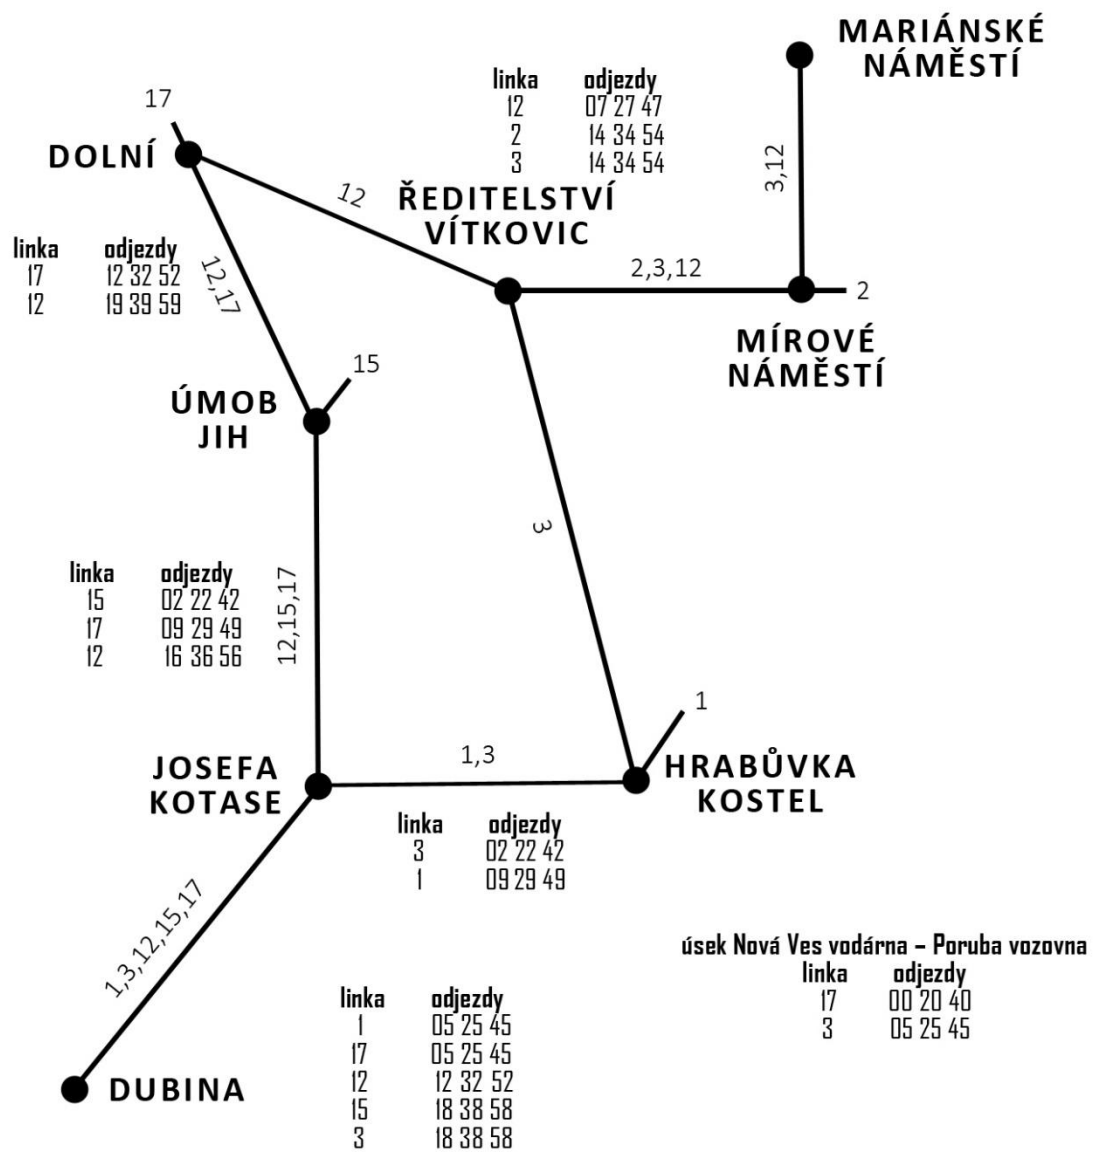 MARIÁNSKÉ
NÁMĚSTÍ
linka odjezdy
12 07 27 47
2 14 34 54
3 14 34 54
17
DOLNÍ
12
3,12
ŘEDITELSTVÍ
VÍTKOVIC
linka odjezdy
17 12 32 52
12 19 39 59
12,17
2,3,12
2
MÍROVÉ
NÁMĚSTÍ
15
ÚMOB
JIH
3
linka odjezdy
15 02 22 42
17 09 29 49
12 16 36 56
12,15,17
1
JOSEFA
KOTASE
1,3
HRABŮVKA
KOSTEL
linka odjezdy
3 02 22 42
1 09 29 49
1,3,12,15,17
úsek Nová Ves vodárna – Poruba vozovna
linka odjezdy
17 00 20 40
3 05 25 45
linka odjezdy
1 05 25 45
17 05 25 45
12 12 32 52
15 18 38 58
3 18 38 58
DUBINA